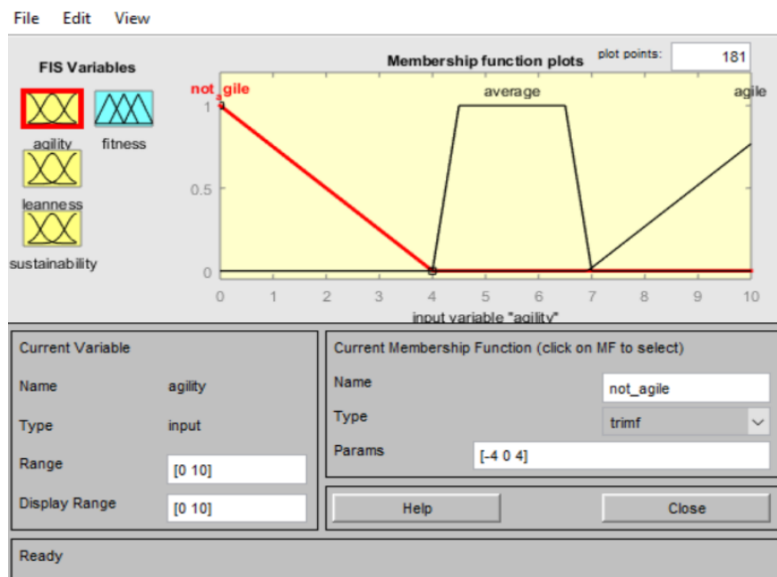 File Edit View
FIS Variables
Membership function plots
plot points: 181
not_agile
average
agile
agility
fitness
leanness
sustainability
1
0.5
0
0 1 2 3 4 5 6 7 8 9 10
input variable "agility"
Current Variable
Name agility
Type input
Range [0 10]
Display Range [0 10]
Current Membership Function (click on MF to select)
Name not_agile
Type trimf
Params [-4 0 4]
Help Close
Ready